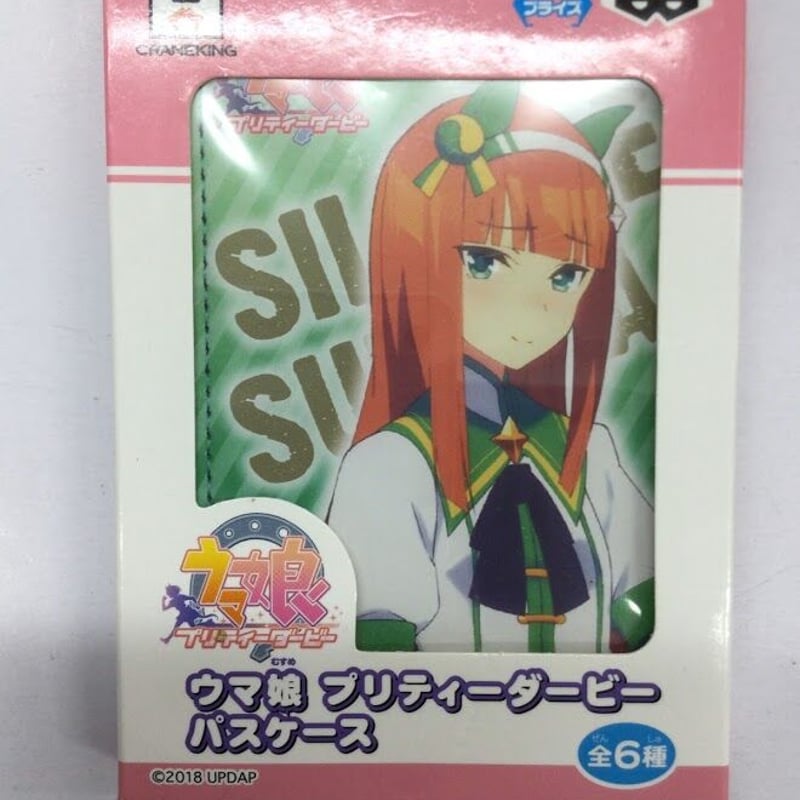 CRANEKING
プライズ
プリティーダービー
SIL
SU
ウマ娘
プリティーダービー
むすめ
ウマ娘 プリティーダービー
パスケース
ぜん しゅ
全6種
©2018 UPDAP